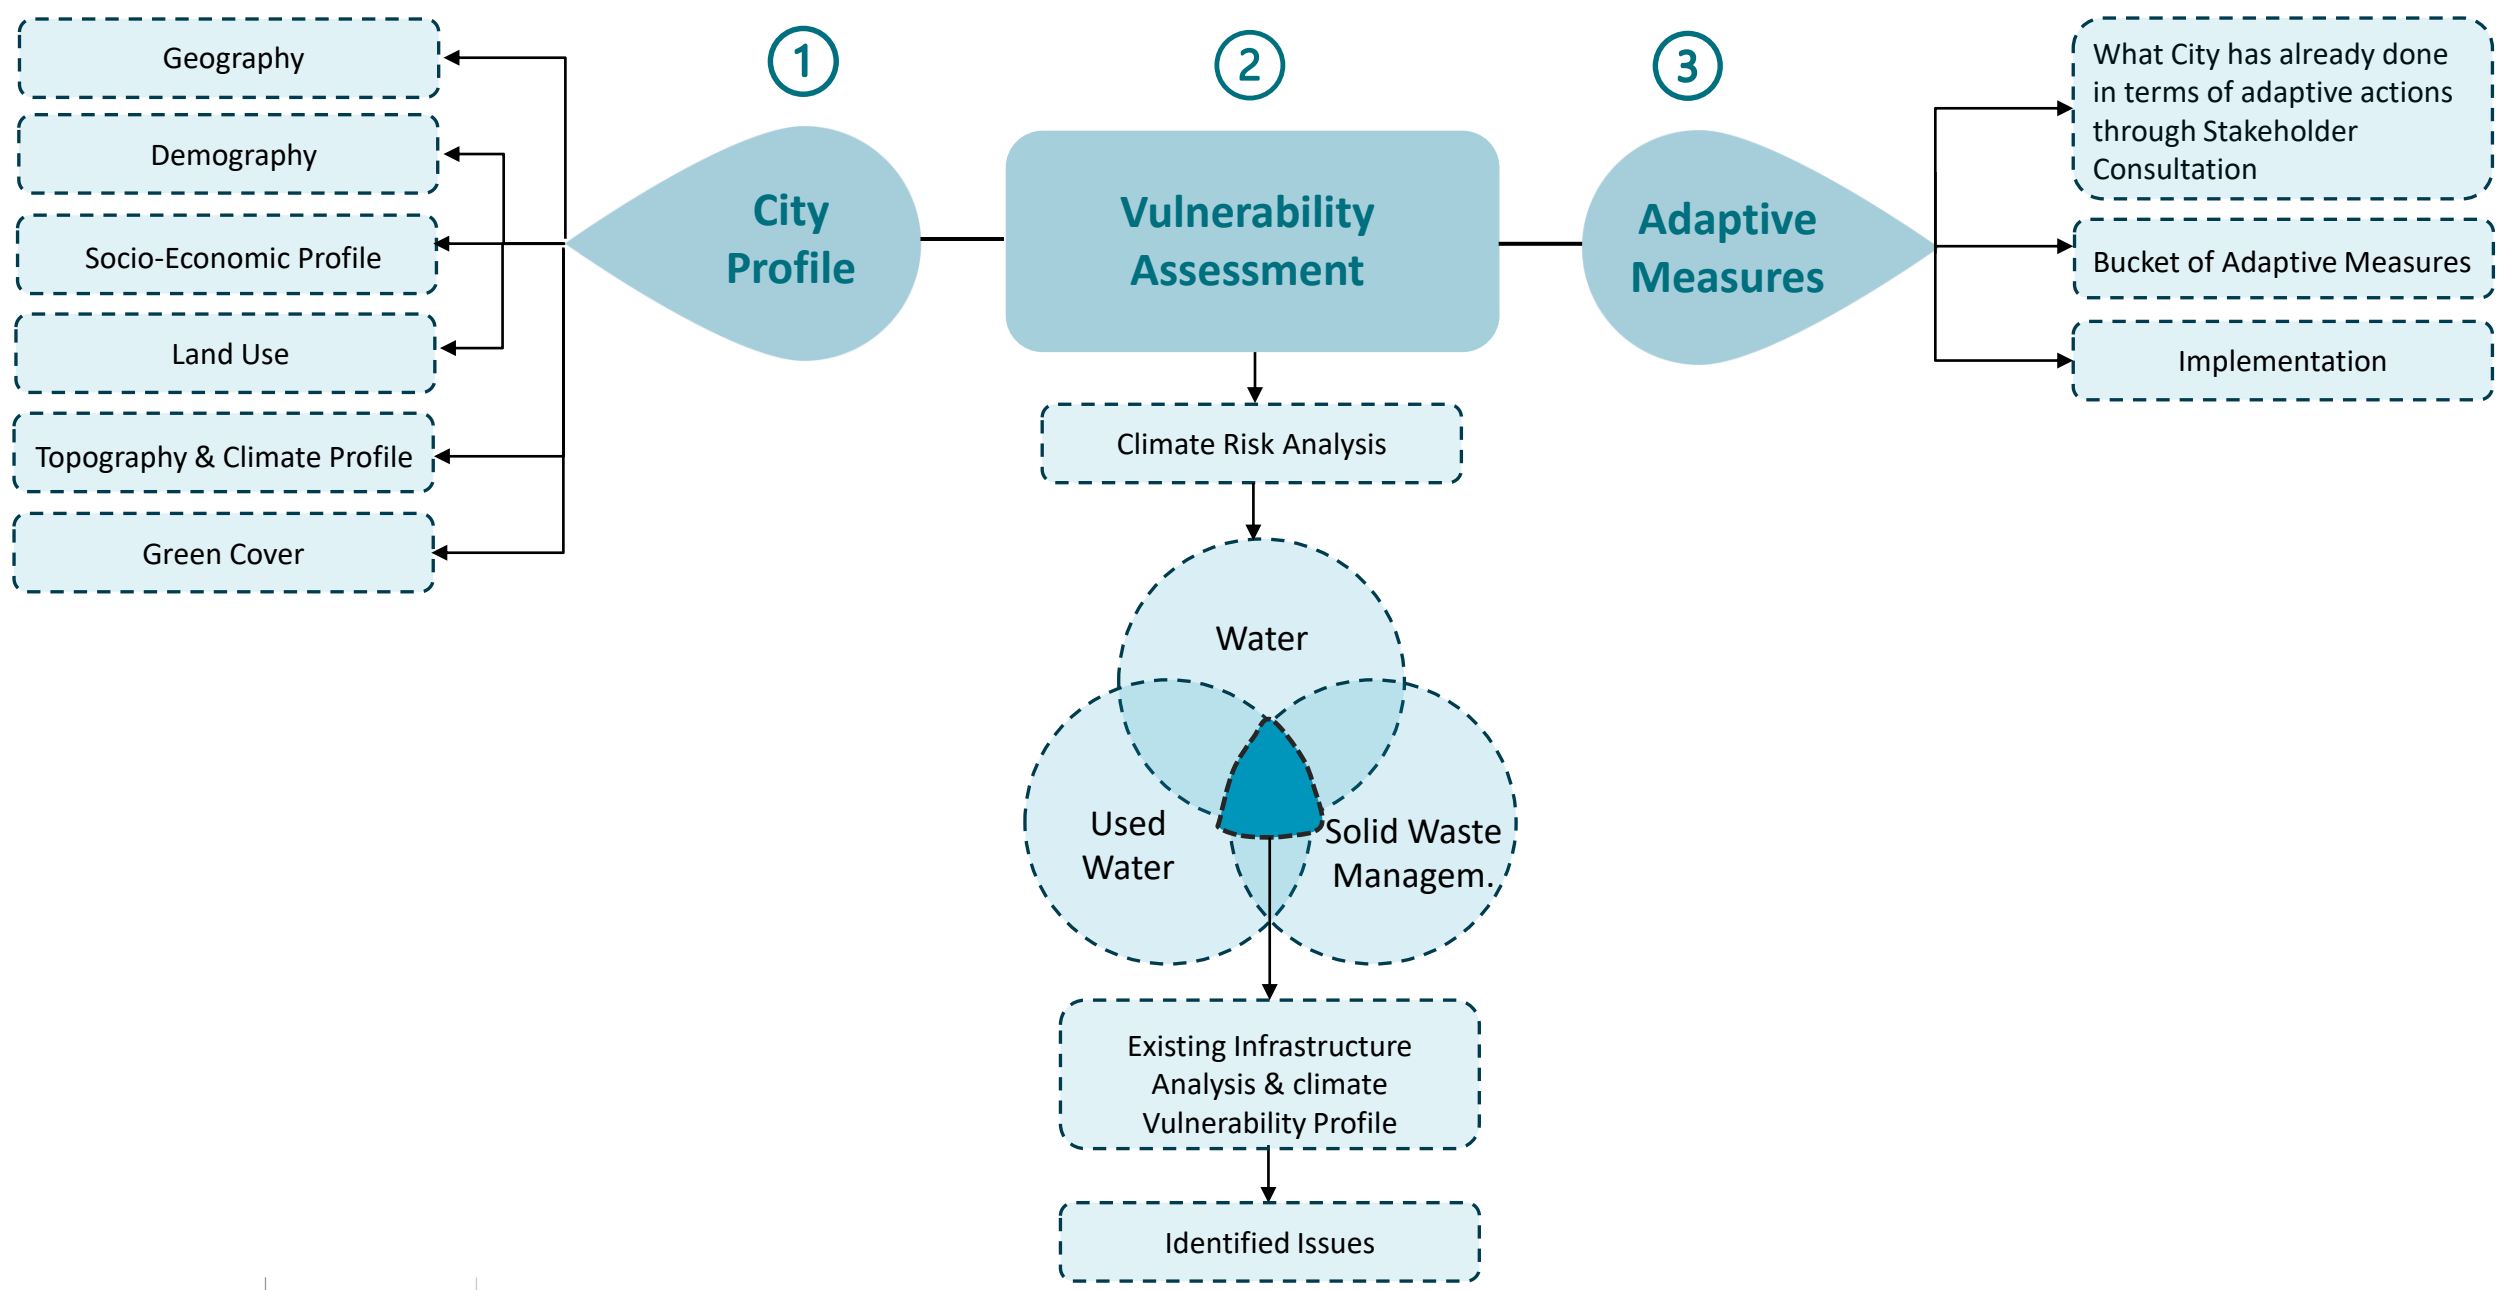 1
City
Profile
Geography
Demography
Socio-Economic Profile
Land Use
Topography & Climate Profile
Green Cover
2
Vulnerability
Assessment
Climate Risk Analysis
Water
Used
Water
Solid Waste
Managem.
Existing Infrastructure
Analysis & climate
Vulnerability Profile
Identified Issues
3
Adaptive
Measures
What City has already done
in terms of adaptive actions
through Stakeholder
Consultation
Bucket of Adaptive Measures
Implementation